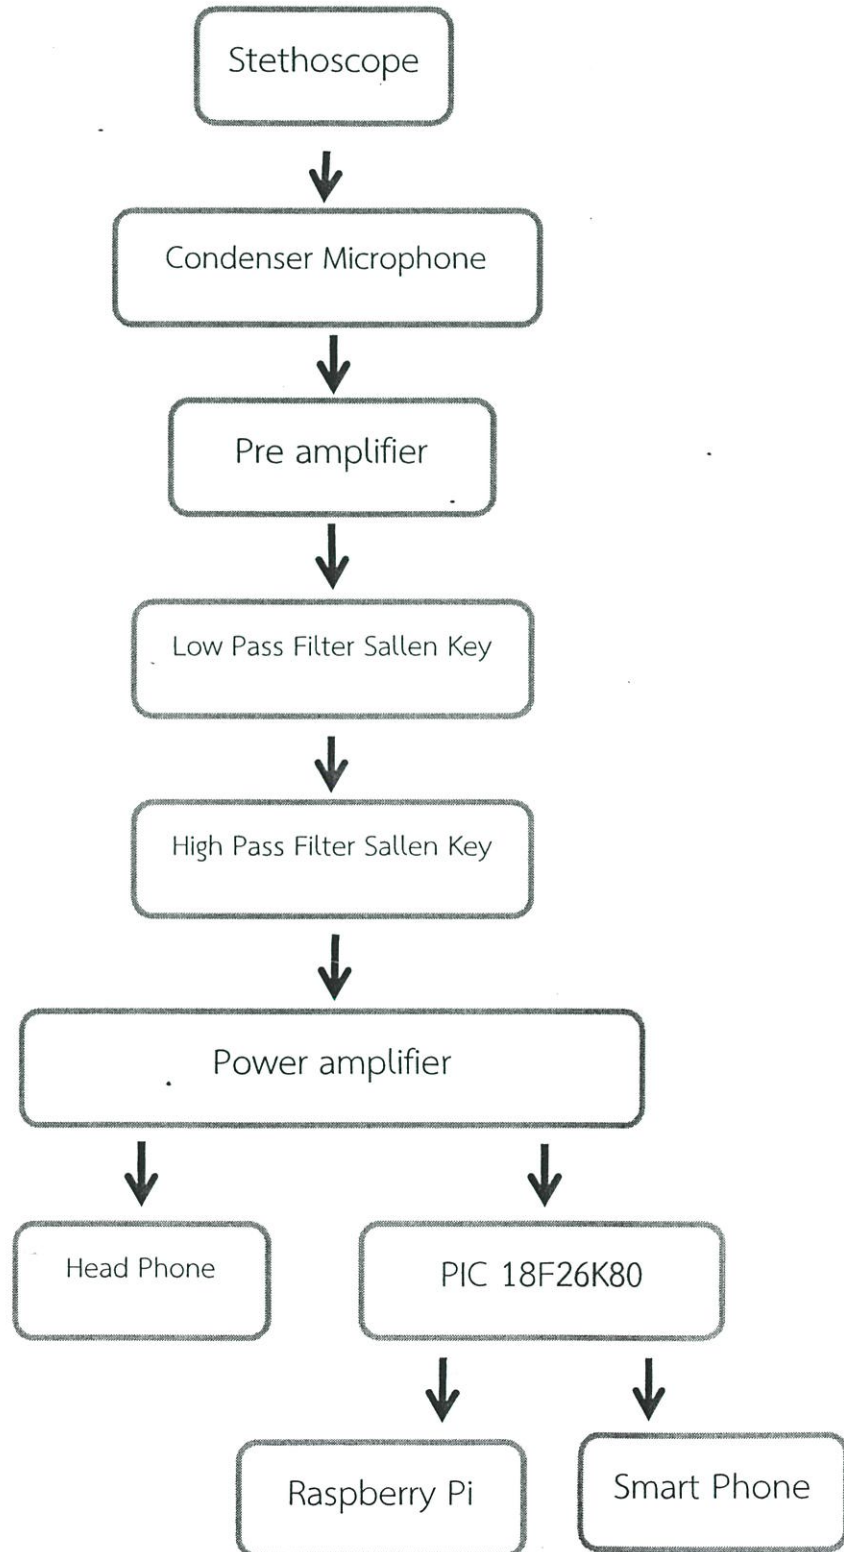 Stethoscope
Condenser Microphone
Pre amplifier
Low Pass Filter Sallen Key
High Pass Filter Sallen Key
Power amplifier
Head Phone
PIC 18F26K80
Raspberry Pi
Smart Phone